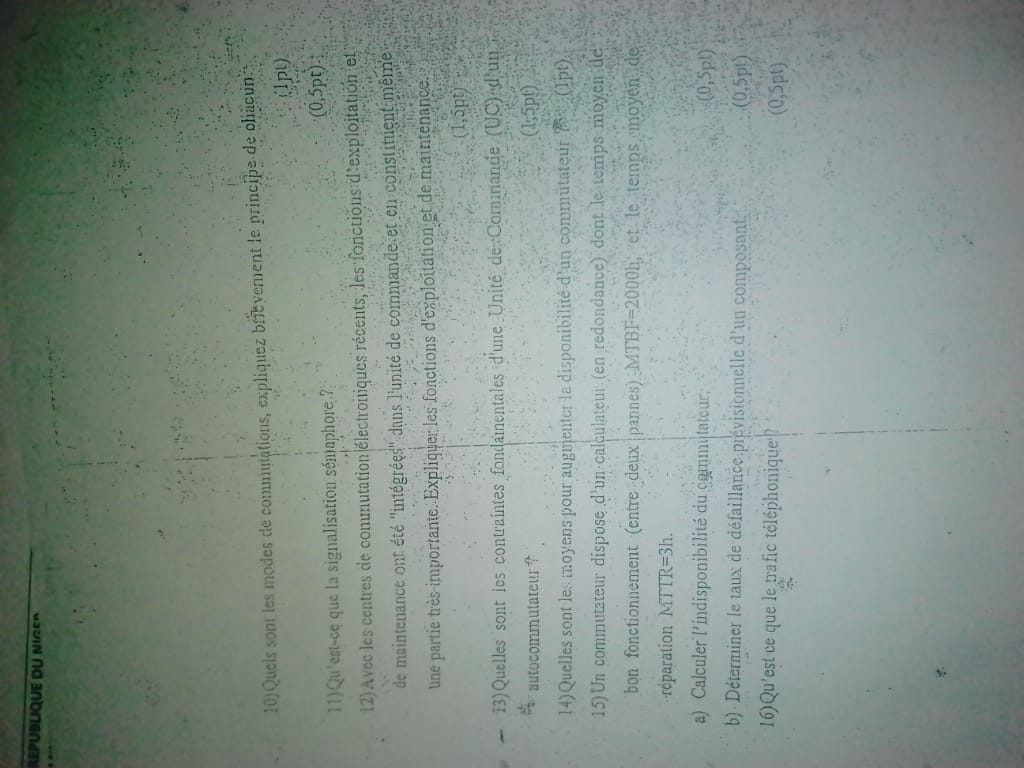 REPUBLIQUE DU NIGER
10)Quels sont les modes de commutations, expliquez brièvement le principe de chacun.
(1pt)
11)Qu'est-ce que la signalisation sémaphore ?
(0,5pt)
12)Avec les centres de commutation électroniques récents, les fonctions d'exploitation et
de maintenance ont été "intégrées" dans l'unité de commande et en constituent même
une partie très importante. Expliquer les fonctions d'exploitation et de maintenance.
(1,5pt)
13)Quelles sont les contraintes fondamentales d'une Unité de Commande (UC) d'un
autocommutateur ? (1,5pt)
14)Quelles sont les moyens pour augmenter la disponibilité d'un commutateur ? (1pt)
15)Un commutateur dispose d'un calculateur (en redondance) dont le temps moyen de
bon fonctionnement (entre deux pannes) MTBF=2000h, et le temps moyen de
réparation MTTR=3h.
a) Calculer l'indisponibilité du commutateur. (0,5pt)
b) Déterminer le taux de défaillance prévisionnelle d'un composant. (0,5pt)
16)Qu'est ce que le trafic téléphonique ? (0,5pt)